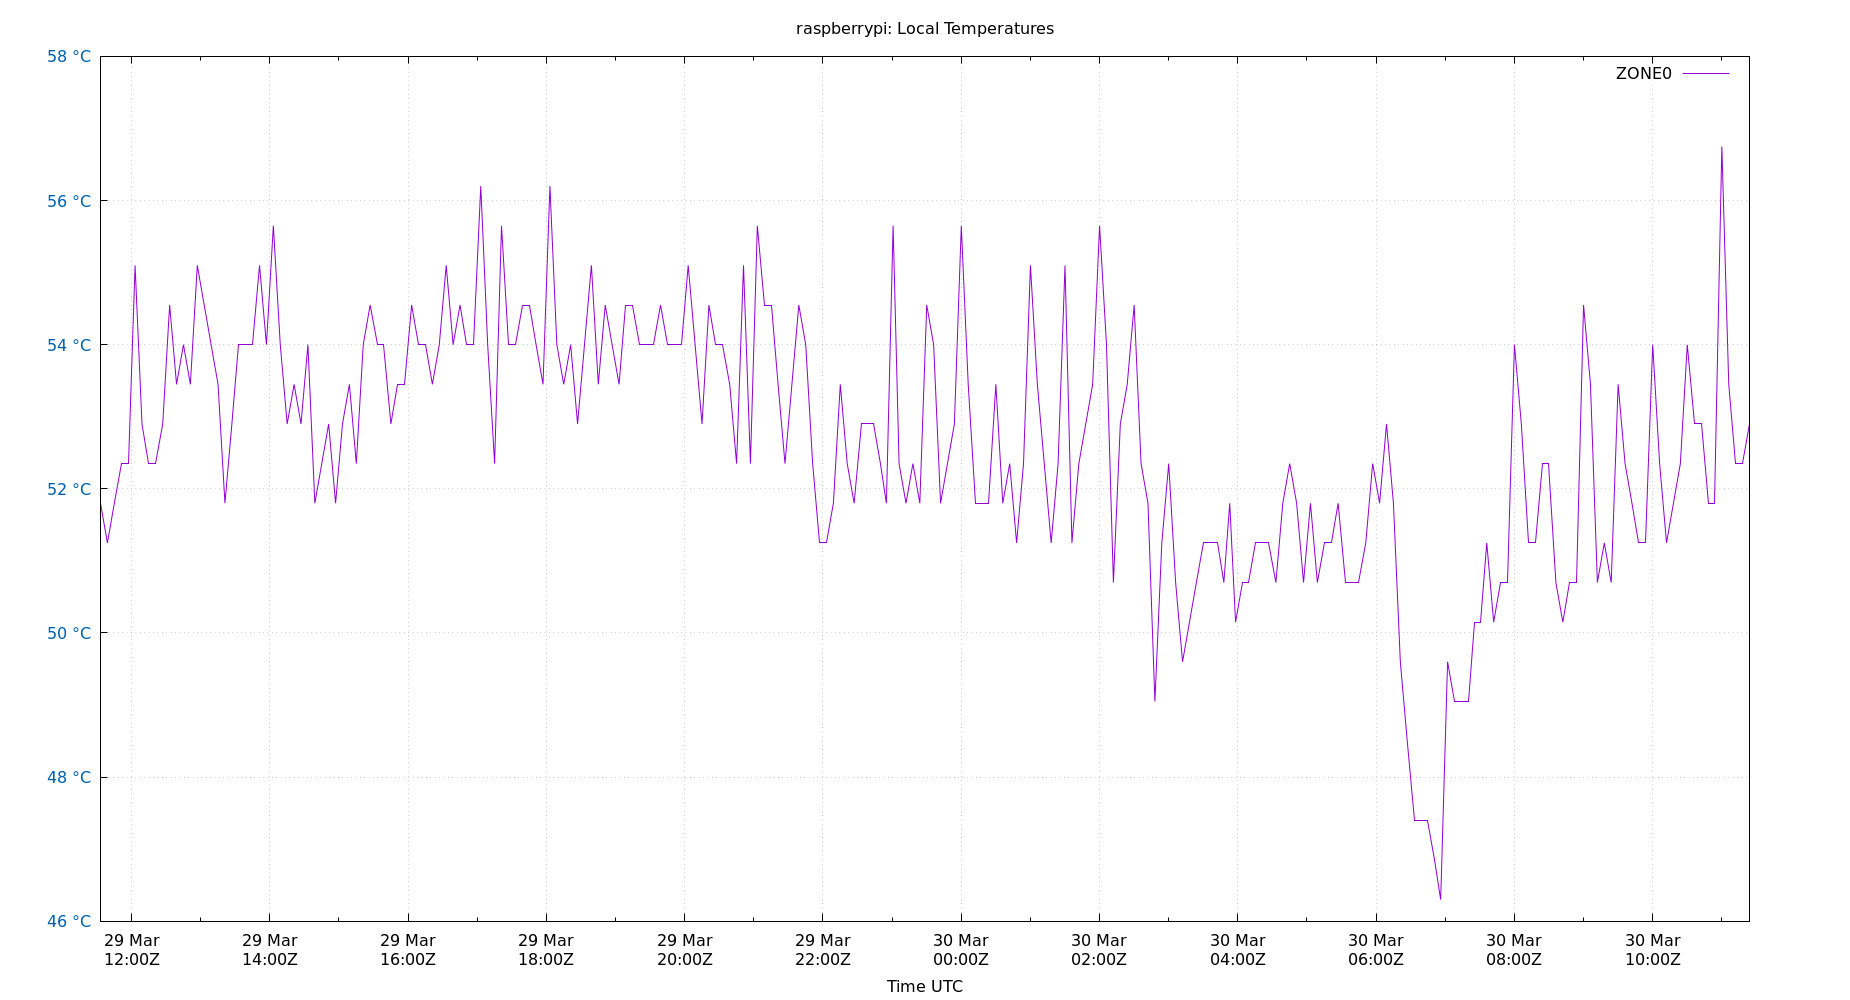 raspberrypi: Local Temperatures
58 °C
ZONE0
56 °C
54 °C
52 °C
50 °C
48 °C
46 °C
29 Mar 29 Mar 29 Mar 29 Mar 29 Mar 29 Mar 30 Mar 30 Mar 30 Mar 30 Mar 30 Mar 30 Mar
12:00Z 14:00Z 16:00Z 18:00Z 20:00Z 22:00Z 00:00Z 02:00Z 04:00Z 06:00Z 08:00Z 10:00Z
Time UTC